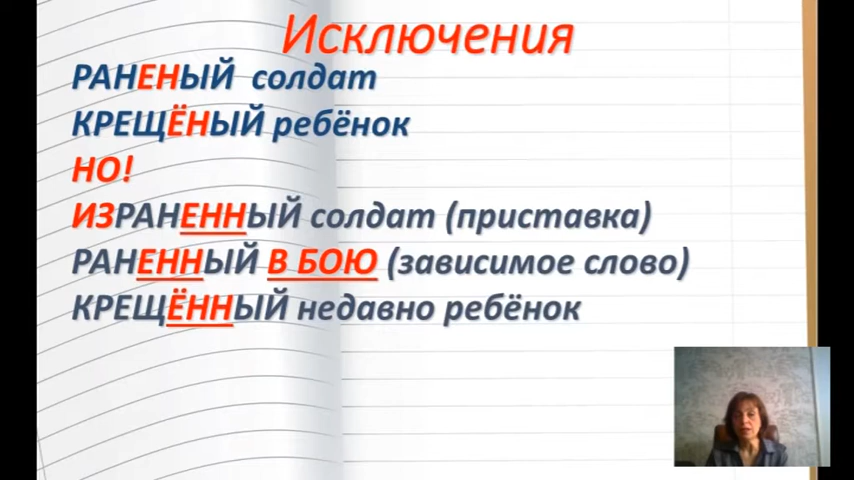 Исключения
РАНЕНЫЙ солдат
КРЕЩЁНЫЙ ребёнок
НО!
ИЗРАНЕННЫЙ солдат (приставка)
РАНЕННЫЙ В БОЮ (зависимое слово)
КРЕЩЁННЫЙ недавно ребёнок